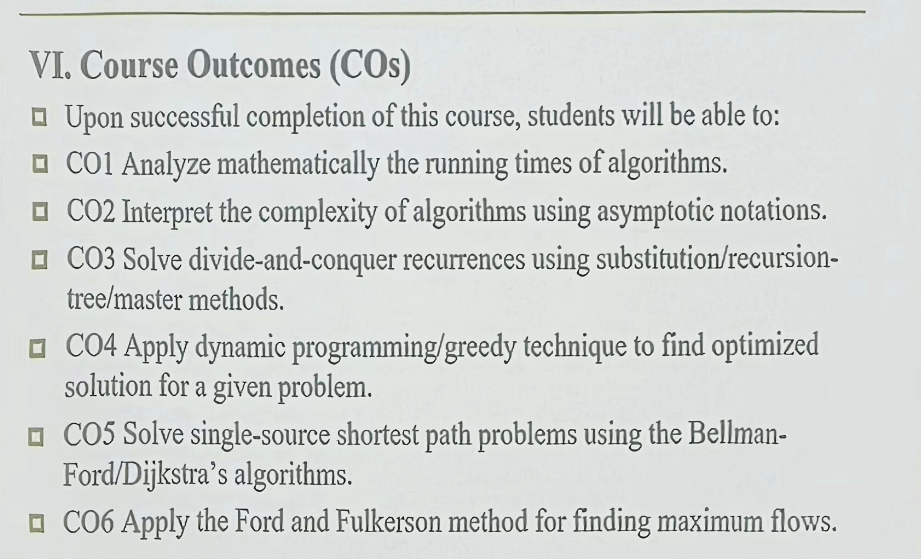 VI. Course Outcomes (COs)
Upon successful completion of this course, students will be able to:
CO1 Analyze mathematically the running times of algorithms.
CO2 Interpret the complexity of algorithms using asymptotic notations.
CO3 Solve divide-and-conquer recurrences using substitution/recursion-
tree/master methods.
CO4 Apply dynamic programming/greedy technique to find optimized
solution for a given problem.
CO5 Solve single-source shortest path problems using the Bellman-
Ford/Dijkstra's algorithms.
CO6 Apply the Ford and Fulkerson method for finding maximum flows.